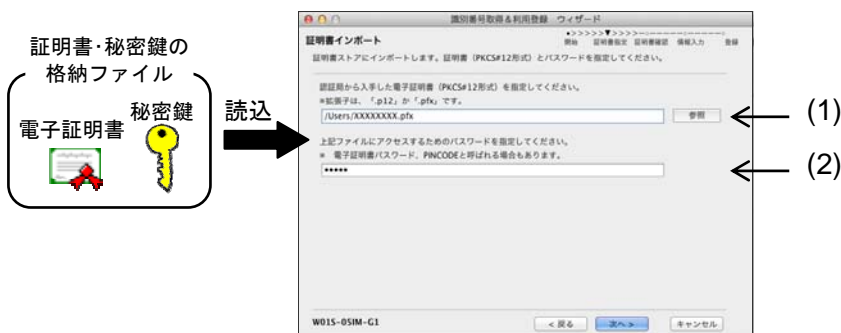 証明書・秘密鍵の
格納ファイル
電子証明書
秘密鍵
読込
識別番号取得&利用登録 ウィザード
証明書インポート
●>>>>>▼>>>>
開始 証明書指定 証明書確認 情報入力 登録
証明書ストアにインポートします。証明書（PKCS#12形式）とパスワードを指定してください。
認証局から入手した電子証明書（PKCS#12形式）を指定してください。
※拡張子は、「.p12」か「.pfx」です。
/Users/XXXXXXXX.pfx
参照
(1)
上記ファイルにアクセスするためのパスワードを指定してください。
※ 電子証明書パスワード、PINCODEと呼ばれる場合もあります。
•••••
(2)
W01S-05IM-G1
< 戻る
次へ >
キャンセル